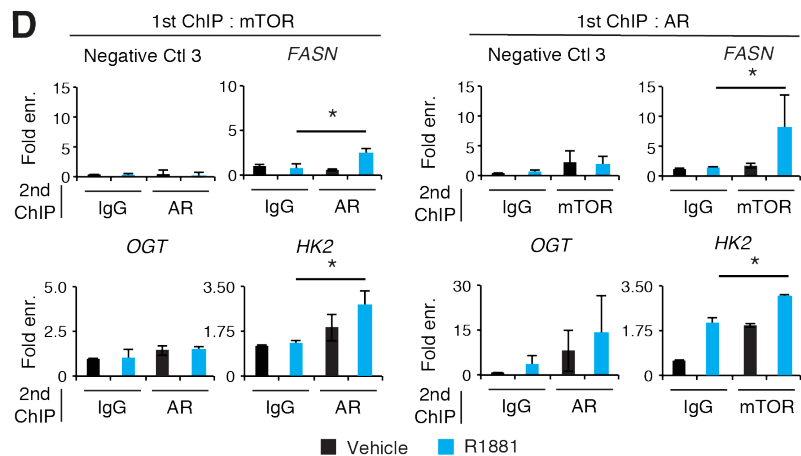 D
1st ChIP : mTOR
1st ChIP : AR
Negative Ctl 3
FASN
Negative Ctl 3
FASN
Fold enr.
15
10
5
0
10
5
0
*
Fold enr.
15
10
5
0
15
10
5
0
*
2nd
ChIP
IgG
AR
IgG
AR
2nd
ChIP
IgG
mTOR
IgG
mTOR
OGT
HK2
OGT
HK2
Fold enr.
5.0
2.5
0
3.50
1.75
0
*
Fold enr.
30
15
0
3.50
1.75
0
*
2nd
ChIP
IgG
AR
IgG
AR
2nd
ChIP
IgG
AR
IgG
mTOR
Vehicle
R1881